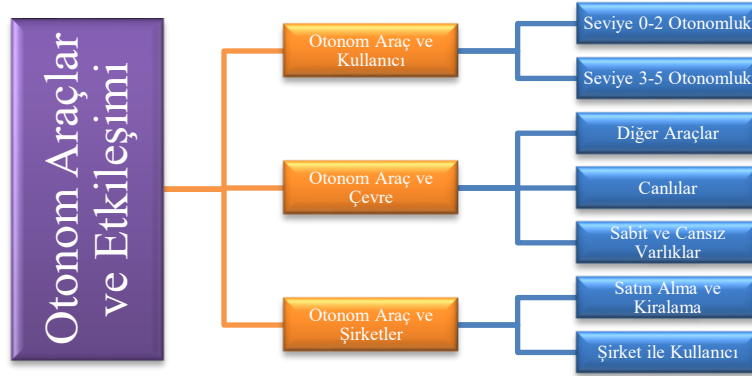 Otonom Araçlar
ve Etkileşimi
Otonom Araç ve
Kullanıcı
Seviye 0-2 Otonomluk
Seviye 3-5 Otonomluk
Otonom Araç ve
Çevre
Diğer Araçlar
Canlılar
Sabit ve Cansız
Varlıklar
Otonom Araç ve
Şirketler
Satın Alma ve
Kiralama
Şirket ile Kullanıcı